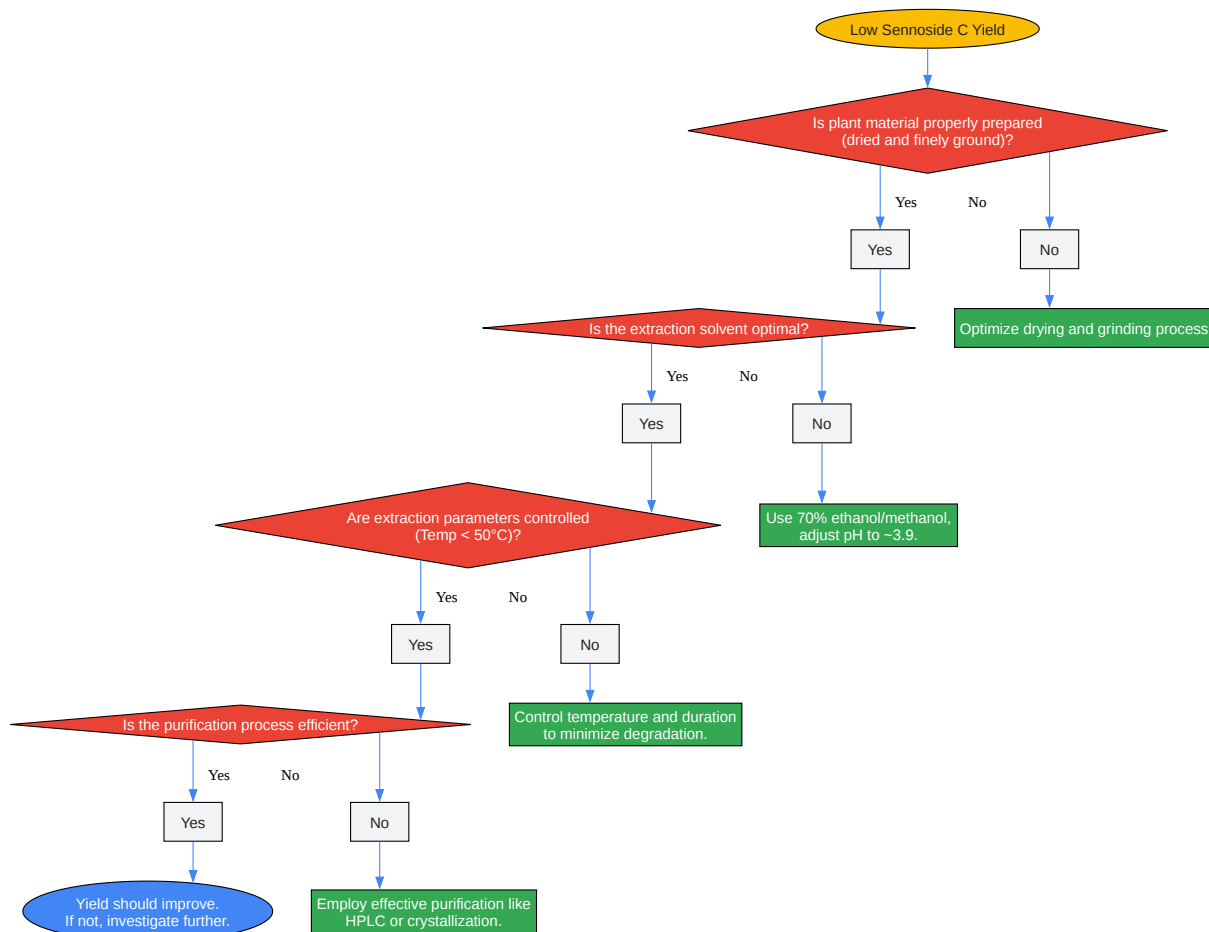 Low Sennoside C Yield
Is plant material properly prepared
(dried and finely ground)?
Yes
No
Yes
No
Is the extraction solvent optimal?
Optimize drying and grinding process
Yes
No
Yes
No
Are extraction parameters controlled
(Temp < 50°C)?
Use 70% ethanol/methanol,
adjust pH to ~3.9.
Yes
No
Yes
No
Is the purification process efficient?
Control temperature and duration
to minimize degradation.
Yes
No
Yes
No
Yield should improve.
If not, investigate further.
Employ effective purification like
HPLC or crystallization.